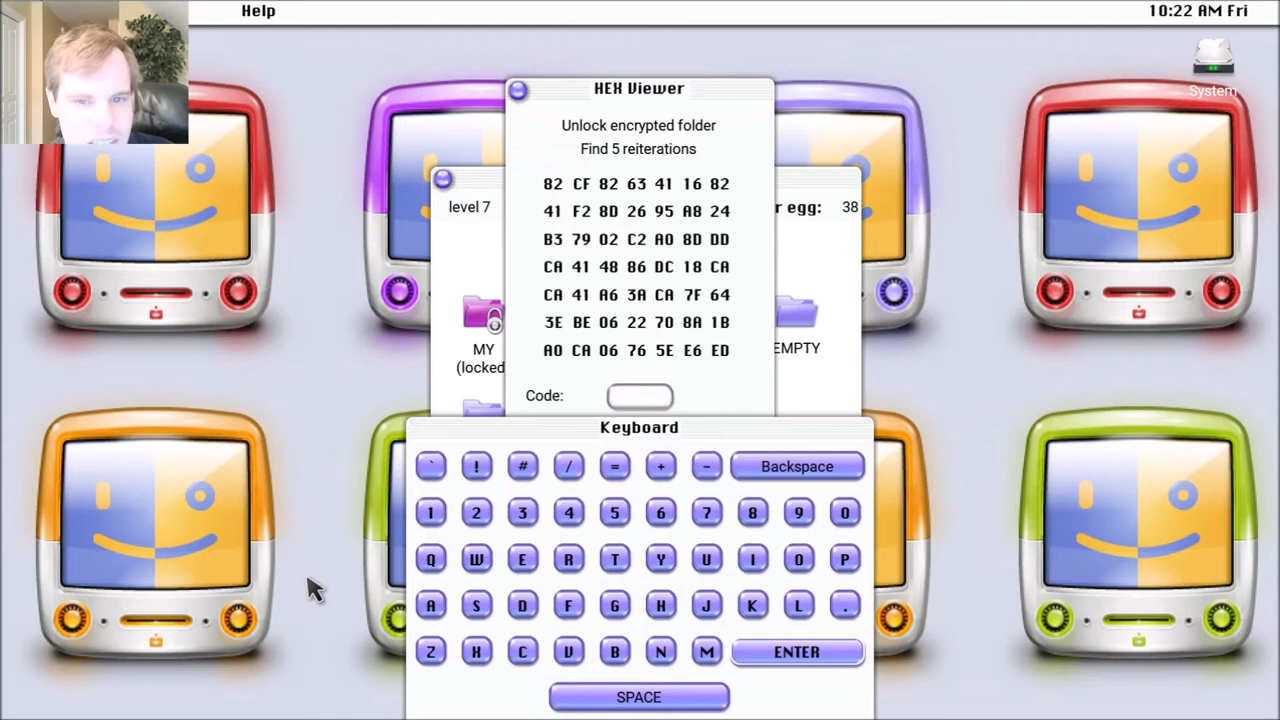 Help
10:22 AM Fri
System
HEX Viewer
Unlock encrypted folder
Find 5 reiterations
82 CF 82 63 41 16 82
41 F2 8D 26 95 A8 24
B3 79 02 C2 A0 8D DD
CA 41 48 86 DC 18 CA
CA 41 A6 3A CA 7F 64
3E BE 06 22 70 8A 1B
A0 CA 06 76 5E E6 ED
Code:
level 7
r egg: 38
MY
(locked
EMPTY
Keyboard
` ! # / = + - Backspace
1 2 3 4 5 6 7 8 9 0
Q W E R T Y U I O P
A S D F G H J K L .
Z X C V B N M ENTER
SPACE